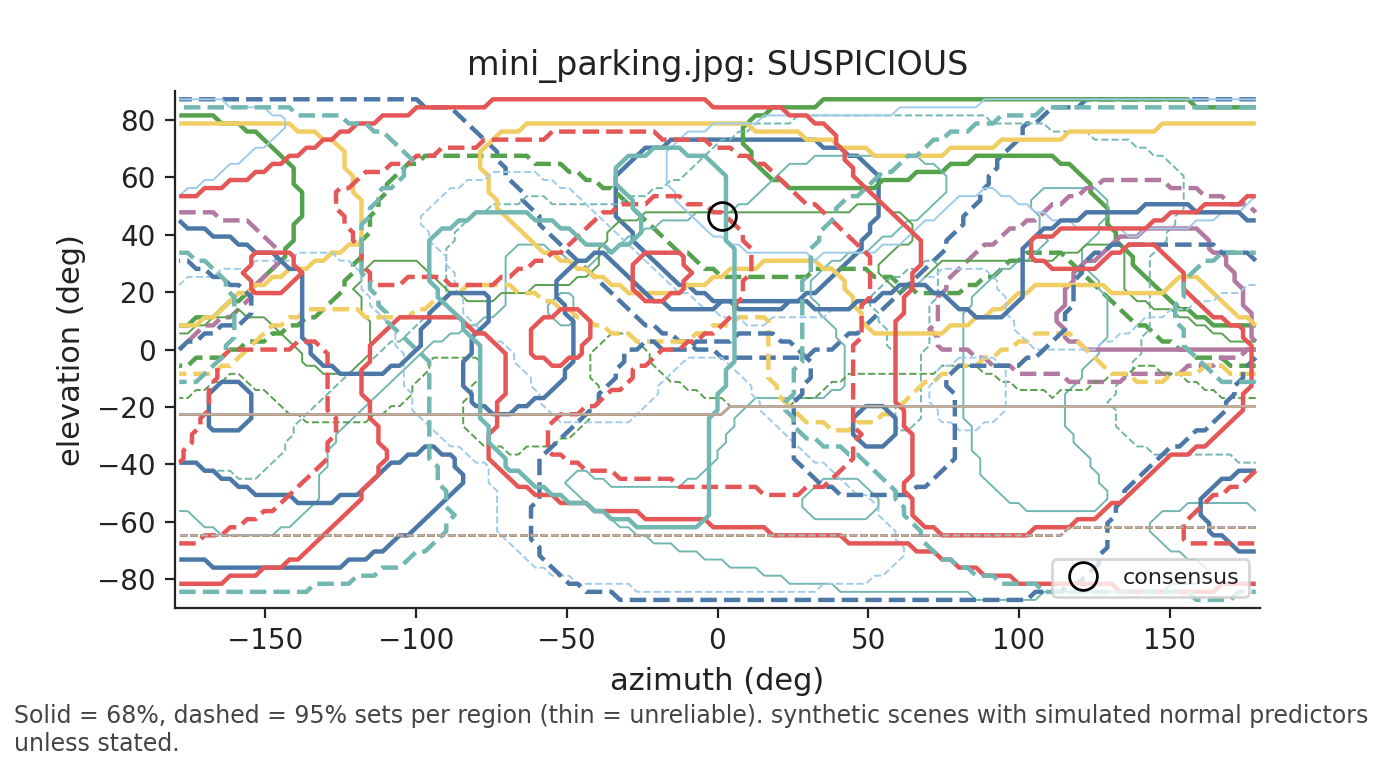 mini_parking.jpg: SUSPICIOUS
80
60
40
20
0
−20
−40
−60
−80
elevation (deg)
−150
−100
−50
0
50
100
150
azimuth (deg)
consensus
Solid = 68%, dashed = 95% sets per region (thin = unreliable). synthetic scenes with simulated normal predictors
unless stated.